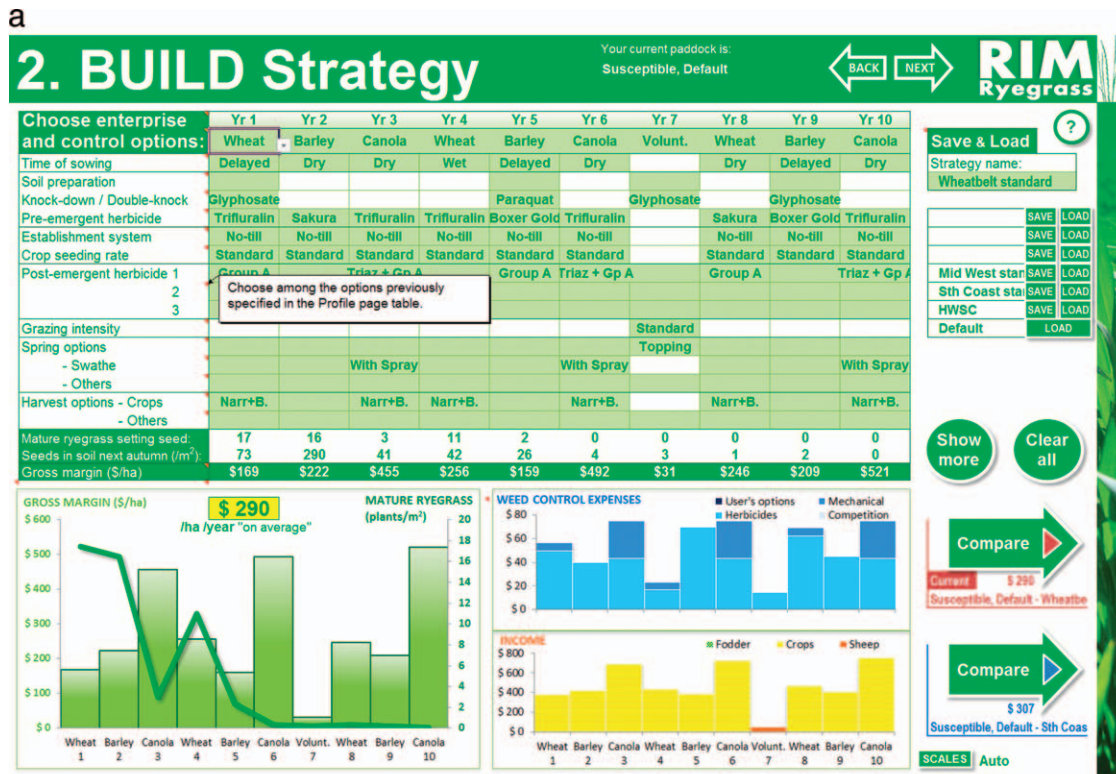 a
2. BUILD Strategy
Your current paddock is:
Susceptible, Default
BACK NEXT
RIM
Ryegrass
Choose enterprise and control options:
Yr 1 Yr 2 Yr 3 Yr 4 Yr 5 Yr 6 Yr 7 Yr 8 Yr 9 Yr 10
Wheat Barley Canola Wheat Barley Canola Volunt. Wheat Barley Canola
Time of sowing Delayed Dry Dry Wet Delayed Dry Dry Delayed Dry
Soil preparation
Knock-down / Double-knock Glyphosate Paraquat Glyphosate Glyphosate
Pre-emergent herbicide Trifluralin Sakura Trifluralin Trifluralin Boxer Gold Trifluralin Sakura Boxer Gold Trifluralin
Establishment system No-till No-till No-till No-till No-till No-till No-till No-till No-till
Crop seeding rate Standard Standard Standard Standard Standard Standard Standard Standard Standard
Post-emergent herbicide 1 Group A Triaz + Gp A Group A Triaz + Gp A Group A Triaz + Gp A
2
3
Choose among the options previously
specified in the Profile page table.
Grazing intensity Standard
Spring options Topping
- Swathe With Spray With Spray With Spray
- Others
Harvest options - Crops Narr+B. Narr+B. Narr+B. Narr+B. Narr+B. Narr+B.
- Others
Mature ryegrass setting seed: 17 16 3 11 2 0 0 0 0 0
Seeds in soil next autumn (/m²): 73 290 41 42 26 4 3 1 2 0
Gross margin ($/ha) $169 $222 $455 $256 $159 $492 $31 $246 $209 $521
?
Save & Load
Strategy name:
Wheatbelt standard
SAVE LOAD
SAVE LOAD
SAVE LOAD
Mid West stan SAVE LOAD
Sth Coast sta SAVE LOAD
HWSC SAVE LOAD
Default LOAD
Show more
Clear all
Compare
Current $ 290
Susceptible, Default - Wheatbe
Compare
$ 307
Susceptible, Default - Sth Coas
SCALES Auto
GROSS MARGIN ($/ha)
$ 290
/ha /year "on average"
MATURE RYEGRASS
(plants/m²)
$ 600 20
18
$ 500 16
14
$ 400
12
$ 300 10
8
$ 200
6
$ 100 4
2
$ 0 0
Wheat Barley Canola Wheat Barley Canola Volunt. Wheat Barley Canola
1 2 3 4 5 6 7 8 9 10
WEED CONTROL EXPENSES
User's options Mechanical
Herbicides Competition
$ 80
$ 60
$ 40
$ 20
$ 0
INCOME
Fodder Crops Sheep
$ 800
$ 600
$ 400
$ 200
$ 0
Wheat Barley Canola Wheat Barley Canola Volunt. Wheat Barley Canola
1 2 3 4 5 6 7 8 9 10